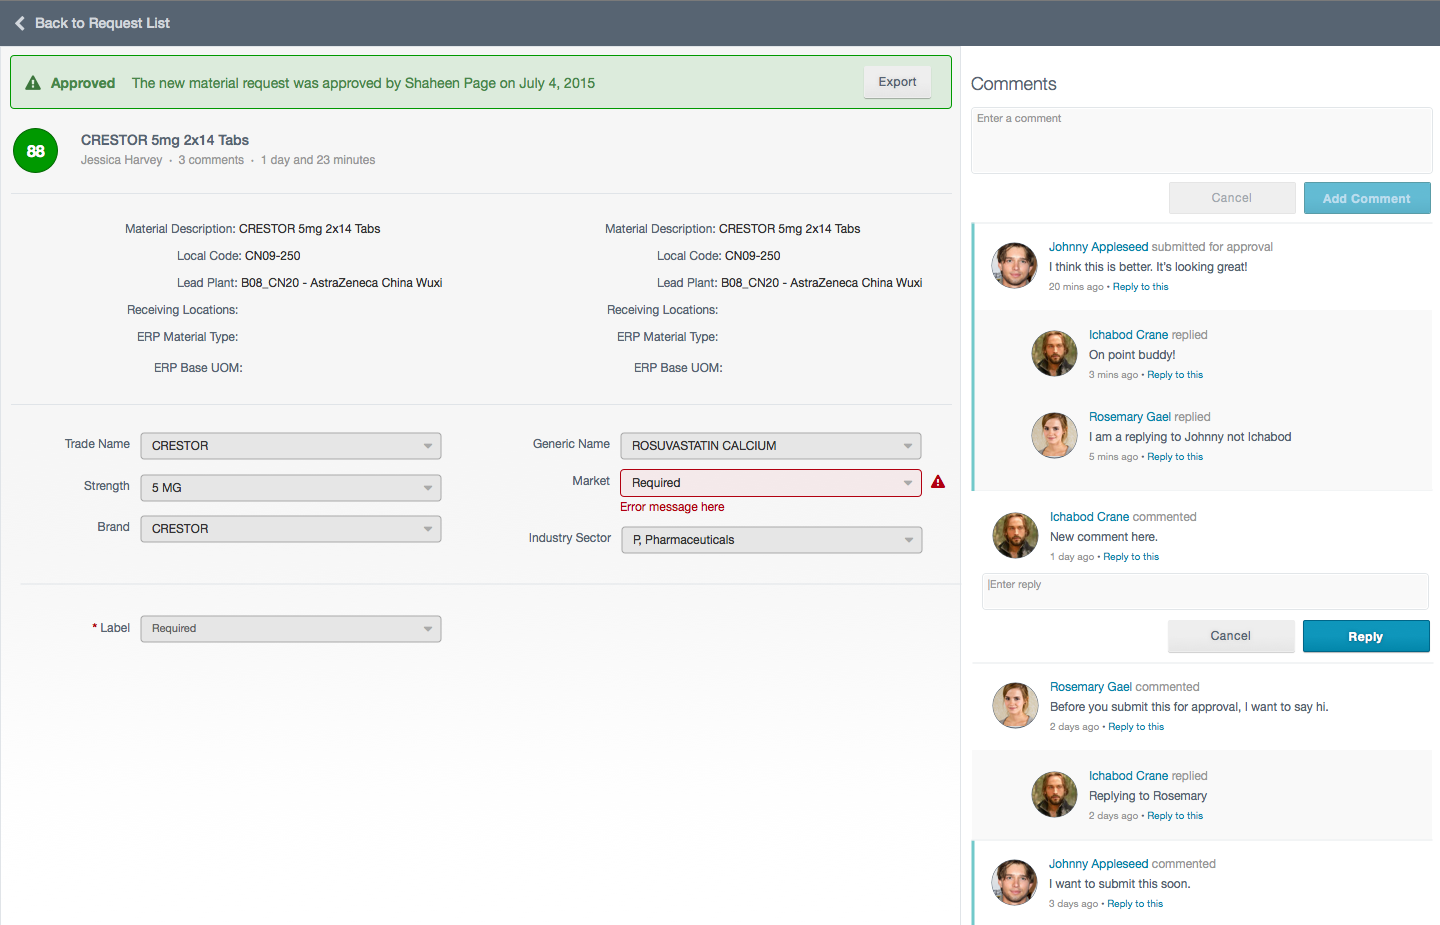 Back to Request List
Approved The new material request was approved by Shaheen Page on July 4, 2015
Export
88
CRESTOR 5mg 2x14 Tabs
Jessica Harvey · 3 comments · 1 day and 23 minutes
Material Description: CRESTOR 5mg 2x14 Tabs
Local Code: CN09-250
Lead Plant: B08_CN20 - AstraZeneca China Wuxi
Receiving Locations:
ERP Material Type:
ERP Base UOM:
Material Description: CRESTOR 5mg 2x14 Tabs
Local Code: CN09-250
Lead Plant: B08_CN20 - AstraZeneca China Wuxi
Receiving Locations:
ERP Material Type:
ERP Base UOM:
Trade Name CRESTOR
Strength 5 MG
Brand CRESTOR
Generic Name ROSUVASTATIN CALCIUM
Market Required
Error message here
Industry Sector P, Pharmaceuticals
* Label Required
Comments
Enter a comment
Cancel Add Comment
Johnny Appleseed submitted for approval
I think this is better. It's looking great!
20 mins ago • Reply to this
Ichabod Crane replied
On point buddy!
3 mins ago • Reply to this
Rosemary Gael replied
I am a replying to Johnny not Ichabod
5 mins ago • Reply to this
Ichabod Crane commented
New comment here.
1 day ago • Reply to this
Enter reply
Cancel Reply
Rosemary Gael commented
Before you submit this for approval, I want to say hi.
2 days ago • Reply to this
Ichabod Crane replied
Replying to Rosemary
2 days ago • Reply to this
Johnny Appleseed commented
I want to submit this soon.
3 days ago • Reply to this